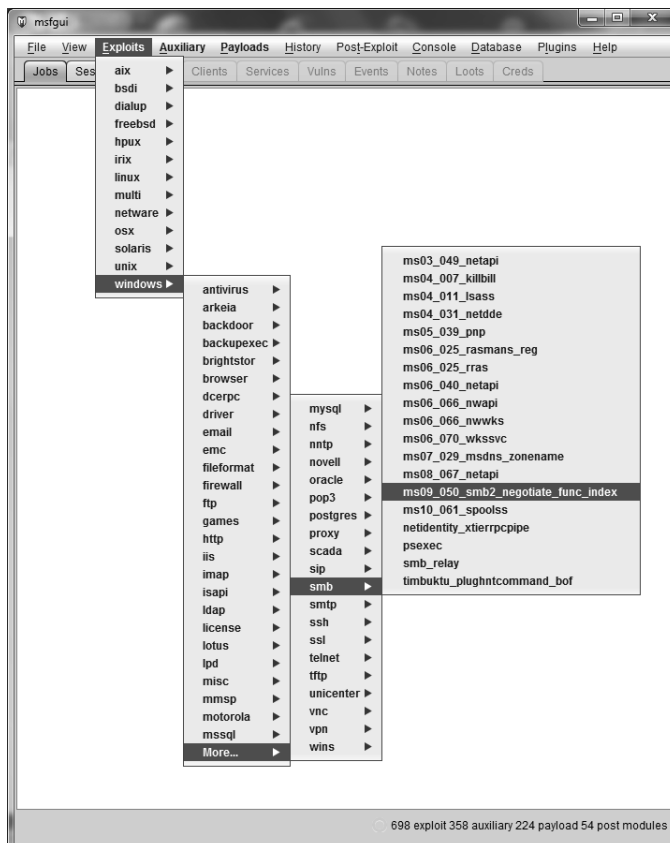 msfgui
File View Exploits Auxiliary Payloads History Post-Exploit Console Database Plugins Help
Jobs Ses Clients Services Vulns Events Notes Loots Creds
aix
bsdi
dialup
freebsd
hpux
irix
linux
multi
netware
osx
solaris
unix
windows
antivirus
arkeia
backdoor
backupexec
brightstor
browser
dcerpc
driver
email
emc
fileformat
firewall
ftp
games
http
iis
imap
isapi
ldap
license
lotus
lpd
misc
mmsp
motorola
mssql
More...
mysql
nfs
nntp
novell
oracle
pop3
postgres
proxy
scada
sip
smb
smtp
ssh
ssl
telnet
tftp
unicenter
vnc
vpn
wins
ms03_049_netapi
ms04_007_killbill
ms04_011_lsass
ms04_031_netdde
ms05_039_pnp
ms06_025_rasmans_reg
ms06_025_rras
ms06_040_netapi
ms06_066_nwapi
ms06_066_nwwks
ms06_070_wkssvc
ms07_029_msdns_zonename
ms08_067_netapi
ms09_050_smb2_negotiate_func_index
ms10_061_spoolss
netidentity_xtierrpcpipe
psexec
smb_relay
timbuktu_plughntcommand_bof
698 exploit 358 auxiliary 224 payload 54 post modules